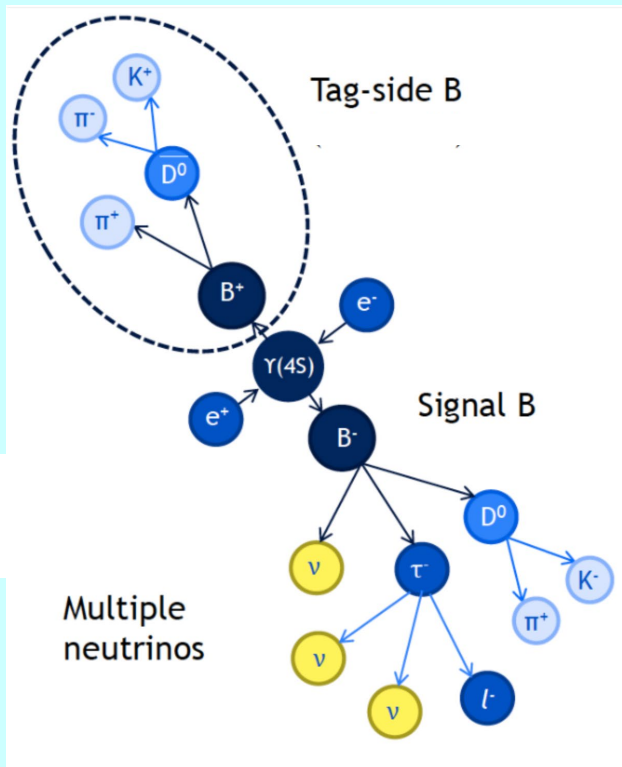 K⁺
Tag-side B
π⁻
D̅⁰
π⁺
B⁺
e⁻
ϒ(4S)
Signal B
e⁺
B⁻
D⁰
ν
τ⁻
K⁻
Multiple
π⁺
neutrinos
ν
ν
l⁻